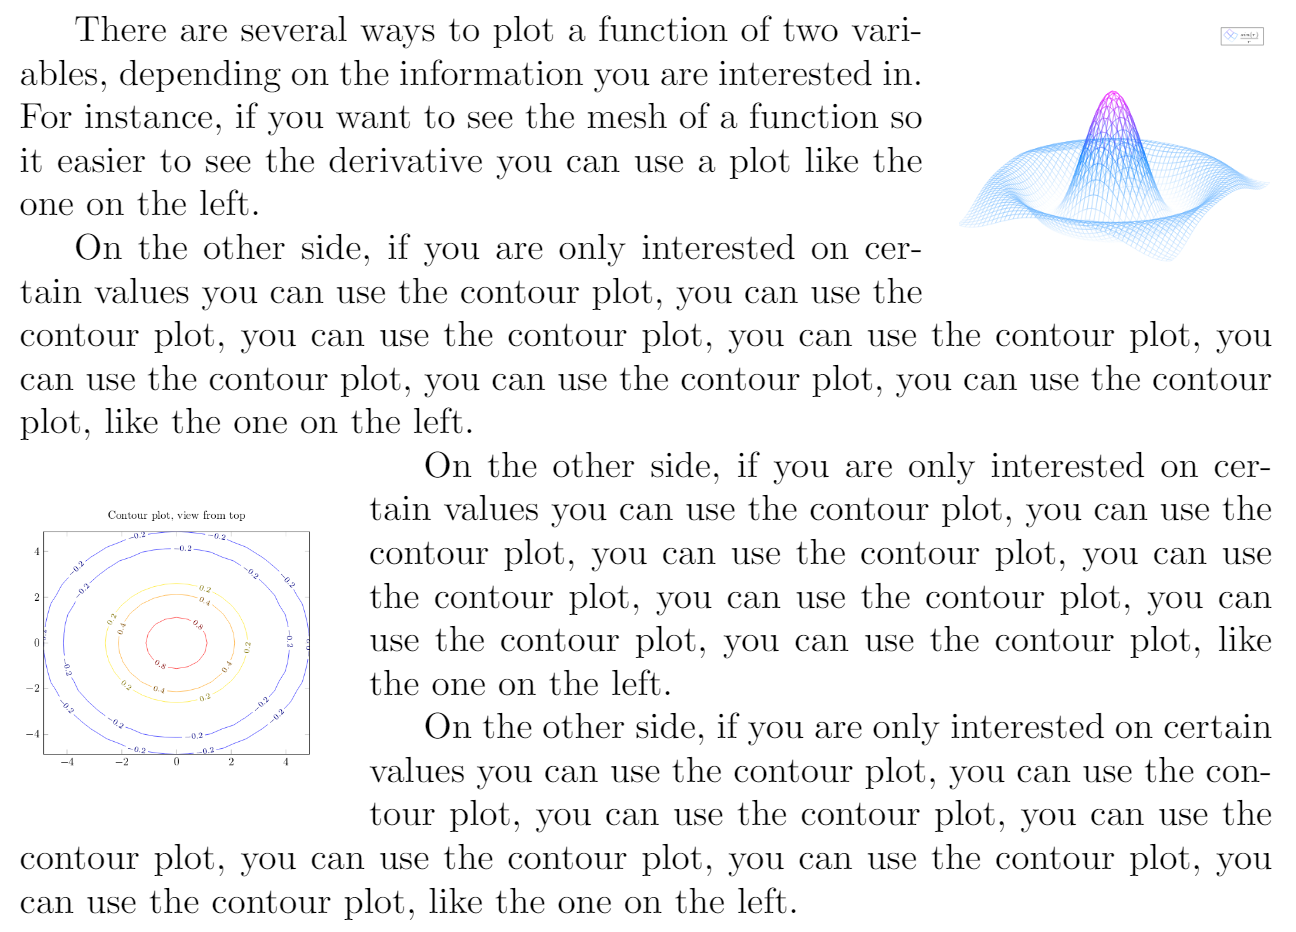 There are several ways to plot a function of two vari-
ables, depending on the information you are interested in.
For instance, if you want to see the mesh of a function so
it easier to see the derivative you can use a plot like the
one on the left.
sin(r)
r
On the other side, if you are only interested on cer-
tain values you can use the contour plot, you can use the
contour plot, you can use the contour plot, you can use the contour plot, you
can use the contour plot, you can use the contour plot, you can use the contour
plot, like the one on the left.
On the other side, if you are only interested on cer-
tain values you can use the contour plot, you can use the
contour plot, you can use the contour plot, you can use
the contour plot, you can use the contour plot, you can
use the contour plot, you can use the contour plot, like
the one on the left.
Contour plot, view from top
4
2
0
−2
−4
−4 −2 0 2 4
−0.2 −0.2
−0.2
−0.2 −0.2 −0.2
−0.2
0.2
0.4
0.2 0.4 0.8
−0.2 0.2 −0.2
0.8 0.4
0.2 0.4 0.2
−0.2 −0.2 −0.2 −0.2
−0.2 −0.2
On the other side, if you are only interested on certain
values you can use the contour plot, you can use the con-
tour plot, you can use the contour plot, you can use the
contour plot, you can use the contour plot, you can use the contour plot, you
can use the contour plot, like the one on the left.